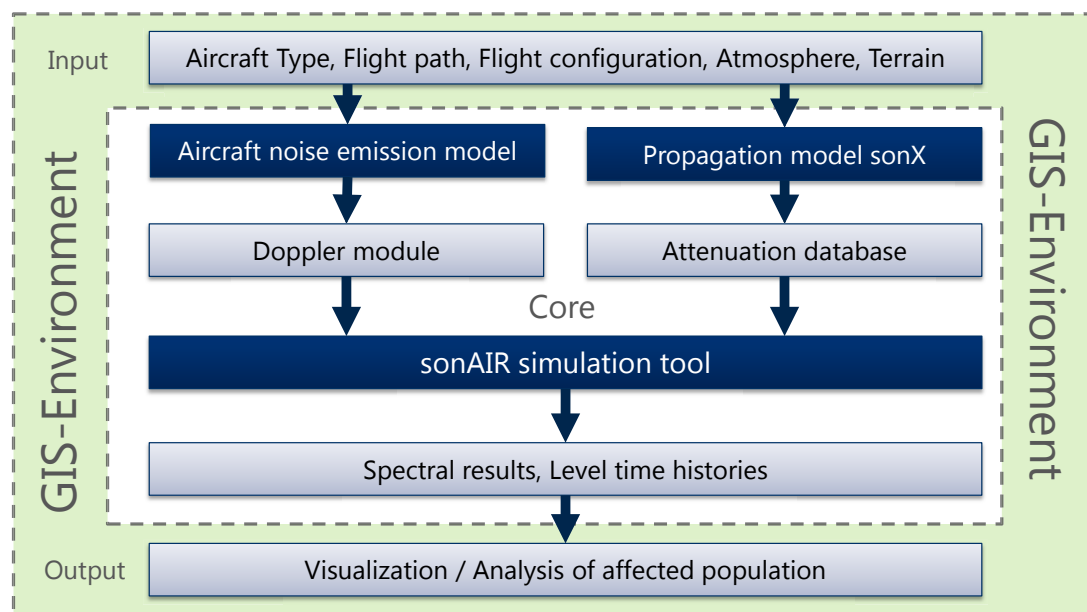 Input
Aircraft Type, Flight path, Flight configuration, Atmosphere, Terrain
GIS-Environment
GIS-Environment
Aircraft noise emission model
Propagation model sonX
Doppler module
Attenuation database
Core
sonAIR simulation tool
Spectral results, Level time histories
Output
Visualization / Analysis of affected population